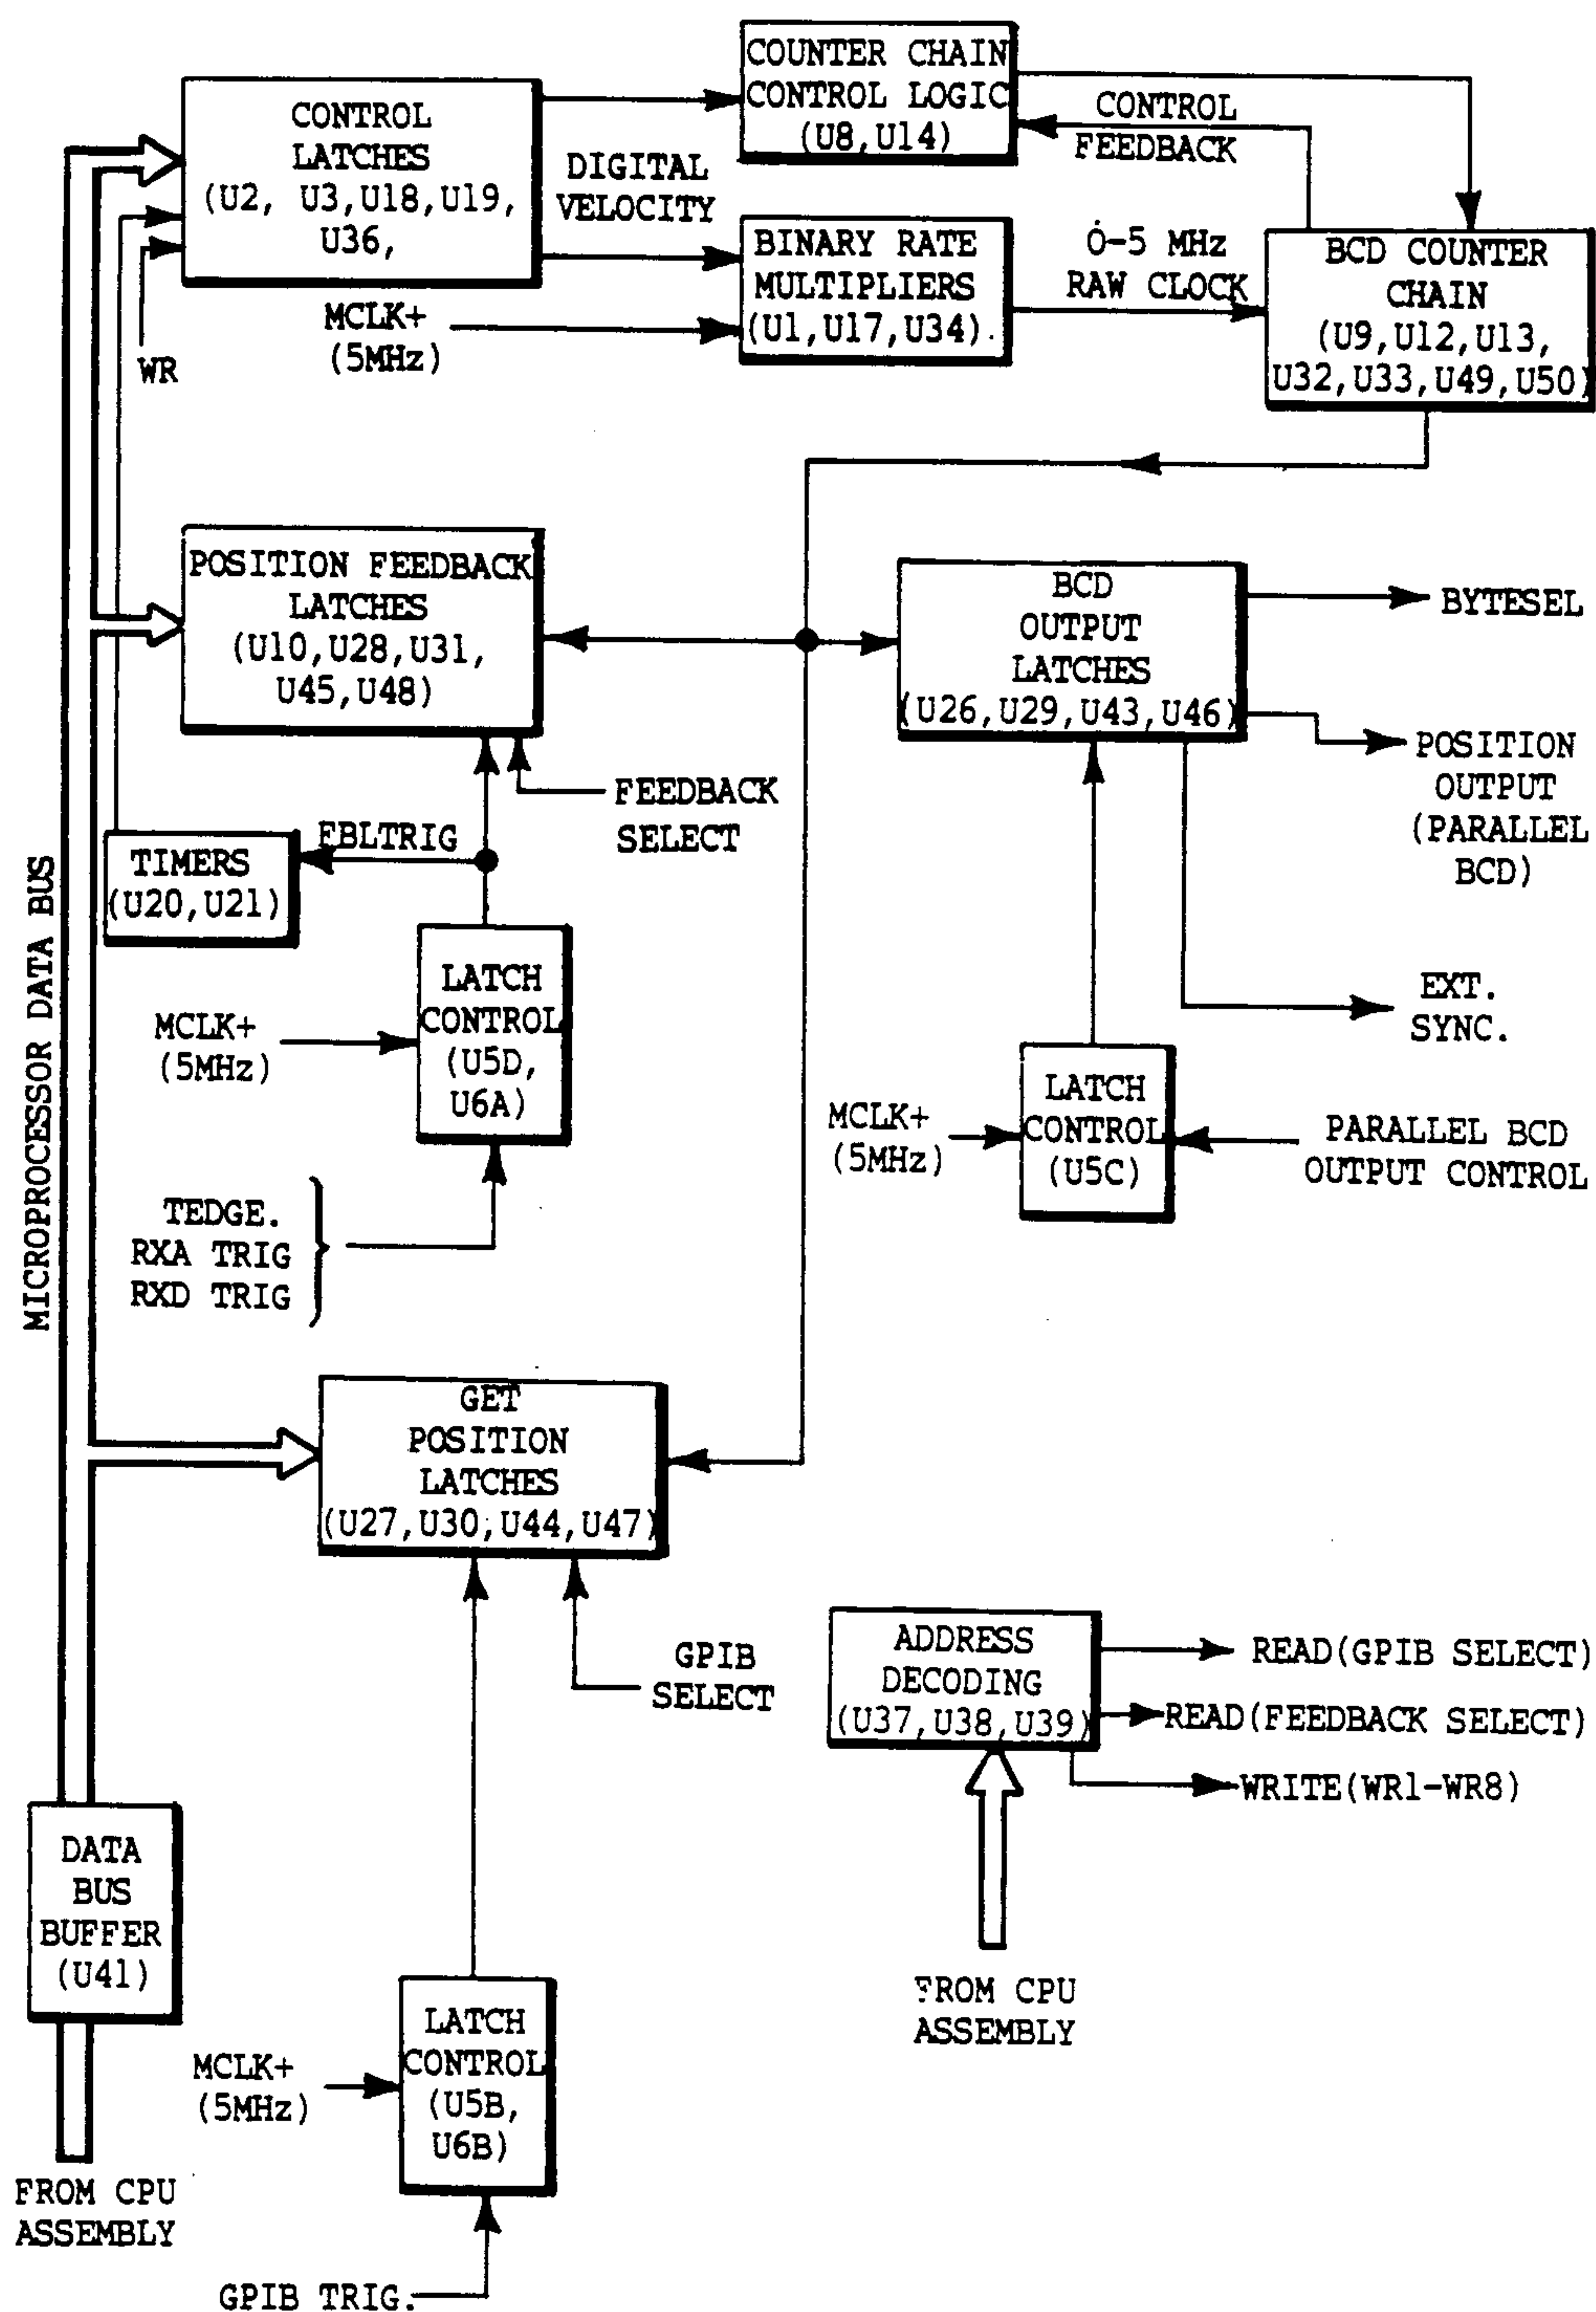 COUNTER CHAIN
CONTROL LOGIC
(U8,U14)
CONTROL
FEEDBACK
CONTROL
LATCHES
(U2, U3,U18,U19,
U36,
DIGITAL
VELOCITY
BINARY RATE
MULTIPLIERS
(U1,U17,U34).
0-5 MHz
RAW CLOCK
BCD COUNTER
CHAIN
(U9,U12,U13,
U32,U33,U49,U50)
MCLK+
(5MHz)
WR
POSITION FEEDBACK
LATCHES
(U10,U28,U31,
U45,U48)
BCD
OUTPUT
LATCHES
(U26,U29,U43,U46)
BYTESEL
POSITION
OUTPUT
(PARALLEL
BCD)
FEEDBACK
SELECT
FBLTRIG
TIMERS
(U20,U21)
MICROPROCESSOR DATA BUS
LATCH
CONTROL
(U5D,
U6A)
MCLK+
(5MHz)
EXT.
SYNC.
LATCH
CONTROL
(U5C)
MCLK+
(5MHz)
PARALLEL BCD
OUTPUT CONTROL
TEDGE.
RXA TRIG
RXD TRIG
GET
POSITION
LATCHES
(U27,U30,U44,U47)
GPIB
SELECT
ADDRESS
DECODING
(U37,U38,U39)
READ(GPIB SELECT)
READ(FEEDBACK SELECT)
WRITE(WR1-WR8)
FROM CPU
ASSEMBLY
DATA
BUS
BUFFER
(U41)
FROM CPU
ASSEMBLY
LATCH
CONTROL
(U5B,
U6B)
MCLK+
(5MHz)
GPIB TRIG.